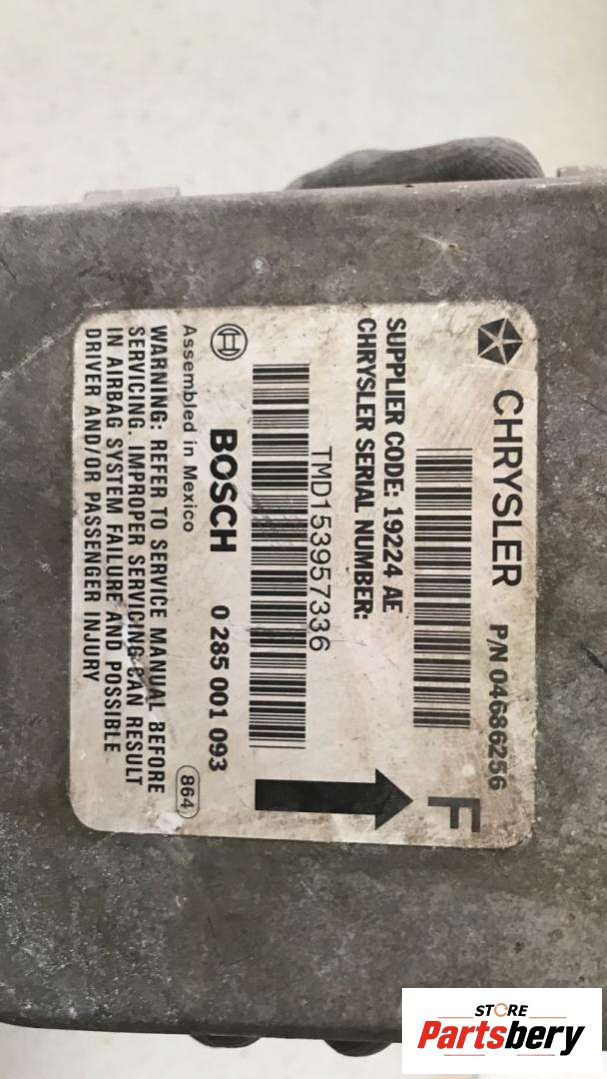 CHRYSLER P/N 04686256
F
SUPPLIER CODE: 19224 AE
CHRYSLER SERIAL NUMBER:
TMD153957336
BOSCH 0 285 001 093
Assembled in Mexico
864
WARNING: REFER TO SERVICE MANUAL BEFORE
SERVICING. IMPROPER SERVICING CAN RESULT
IN AIRBAG SYSTEM FAILURE AND POSSIBLE
DRIVER AND/OR PASSENGER INJURY
STORE
Partsbery